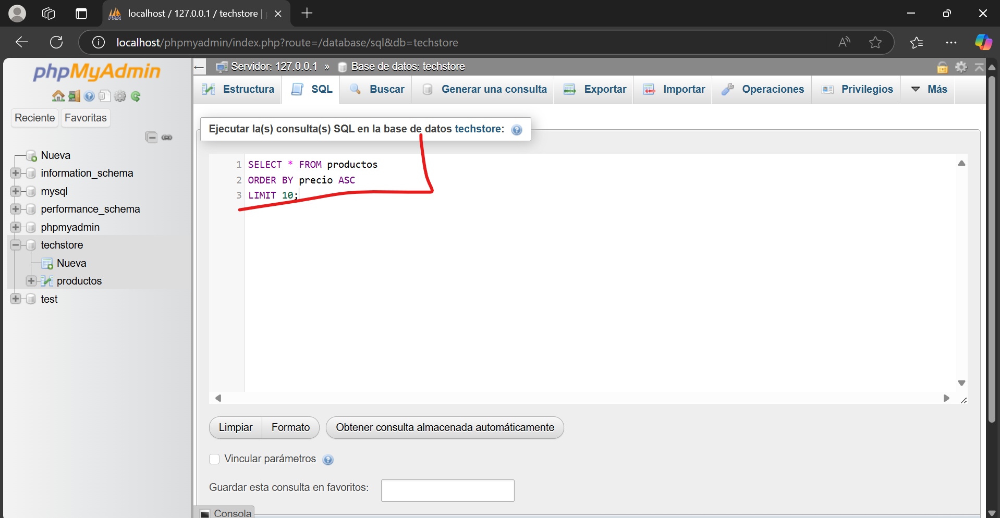 localhost / 127.0.0.1 / techstore |
localhost/phpmyadmin/index.php?route=/database/sql&db=techstore
phpMyAdmin
Reciente Favoritas
Nueva
information_schema
mysql
performance_schema
phpmyadmin
techstore
Nueva
productos
test
Servidor: 127.0.0.1 » Base de datos: techstore
Estructura SQL Buscar Generar una consulta Exportar Importar Operaciones Privilegios Más
Ejecutar la(s) consulta(s) SQL en la base de datos techstore:
1 SELECT * FROM productos
2 ORDER BY precio ASC
3 LIMIT 10;
Limpiar Formato Obtener consulta almacenada automáticamente
Vincular parámetros
Guardar esta consulta en favoritos:
Consola